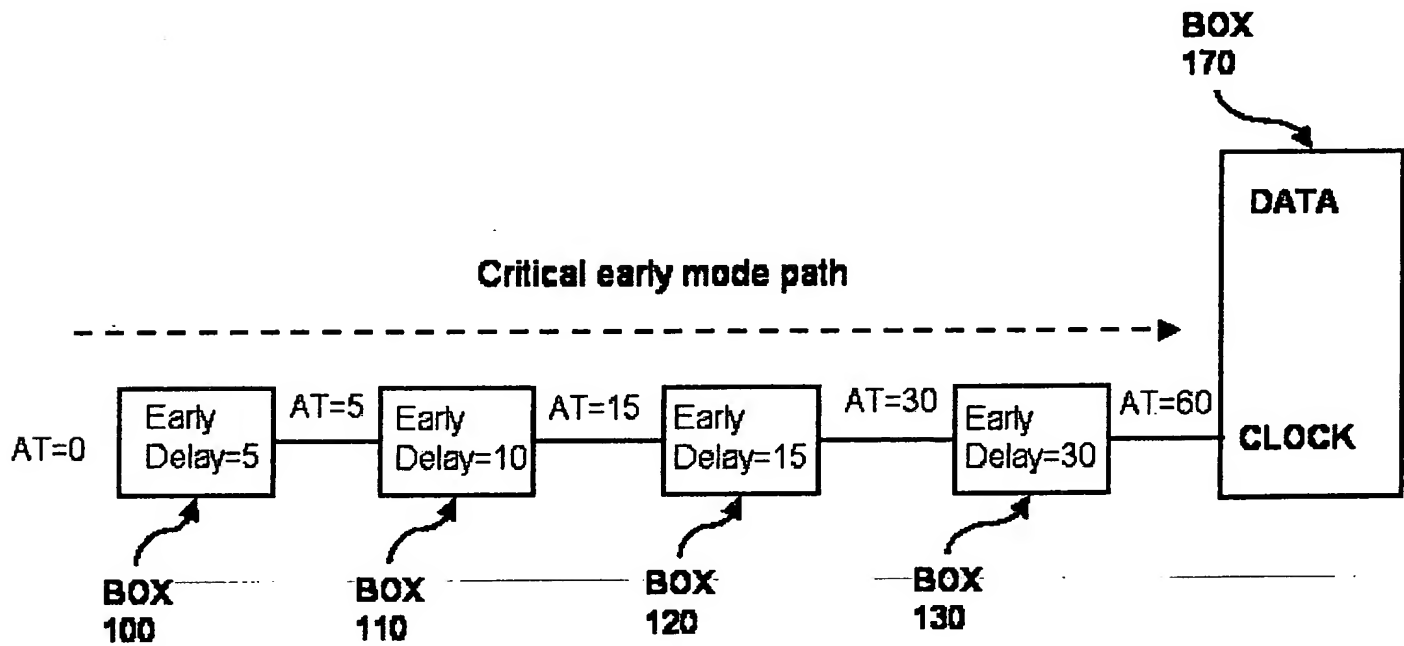 BOX
170
DATA
Critical early mode path
AT=0
Early
Delay=5
AT=5
Early
Delay=10
AT=15
Early
Delay=15
AT=30
Early
Delay=30
AT=60
CLOCK
BOX
100
BOX
110
BOX
120
BOX
130